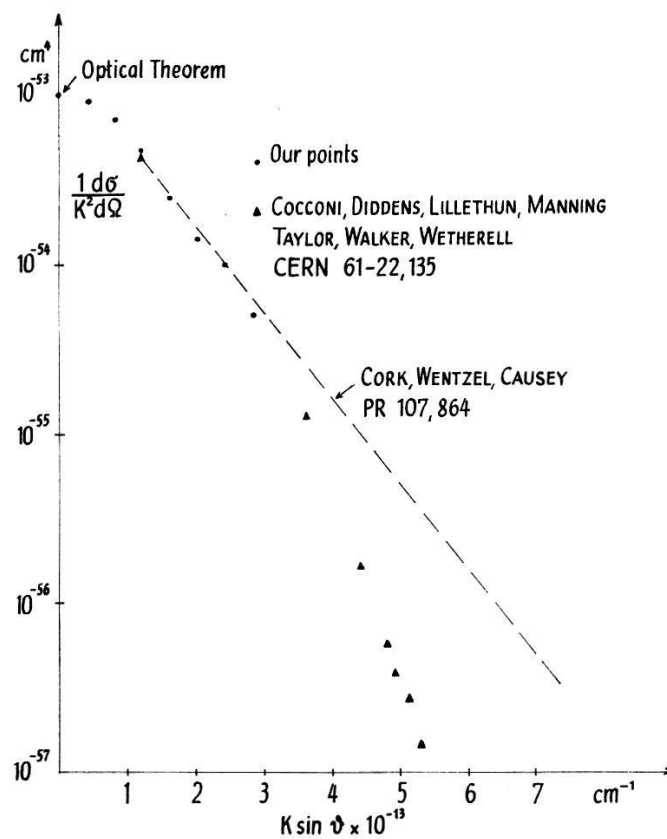 cm⁴
Optical Theorem
10⁻⁵³
Our points
1 dσ
K² dΩ
COCCONI, DIDDENS, LILLETHUN, MANNING
TAYLOR, WALKER, WETHERELL
CERN 61-22, 135
10⁻⁵⁴
CORK, WENTZEL, CAUSEY
PR 107, 864
10⁻⁵⁵
10⁻⁵⁶
10⁻⁵⁷
1 2 3 4 5 6 7 cm⁻¹
K sin ϑ × 10⁻¹³